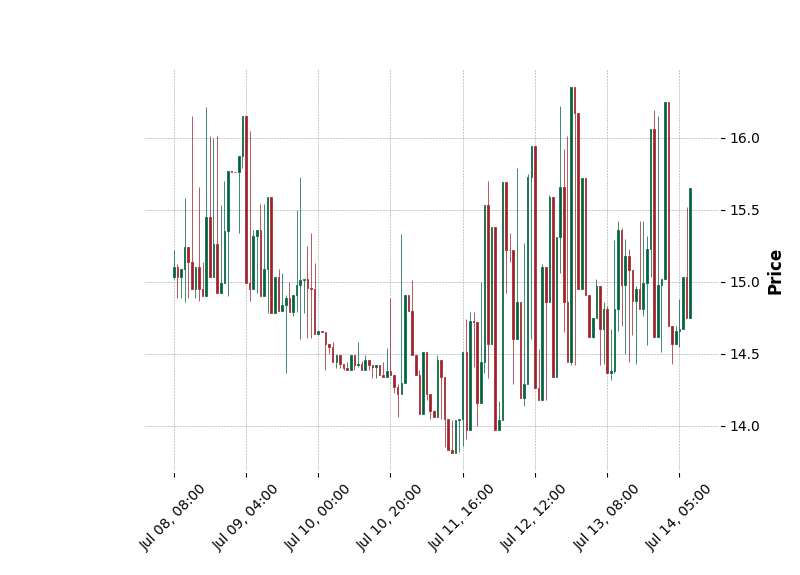 16.0
15.5
15.0
14.5
14.0
Price
Jul 08, 08:00
Jul 09, 04:00
Jul 10, 00:00
Jul 10, 20:00
Jul 11, 16:00
Jul 12, 12:00
Jul 13, 08:00
Jul 14, 05:00